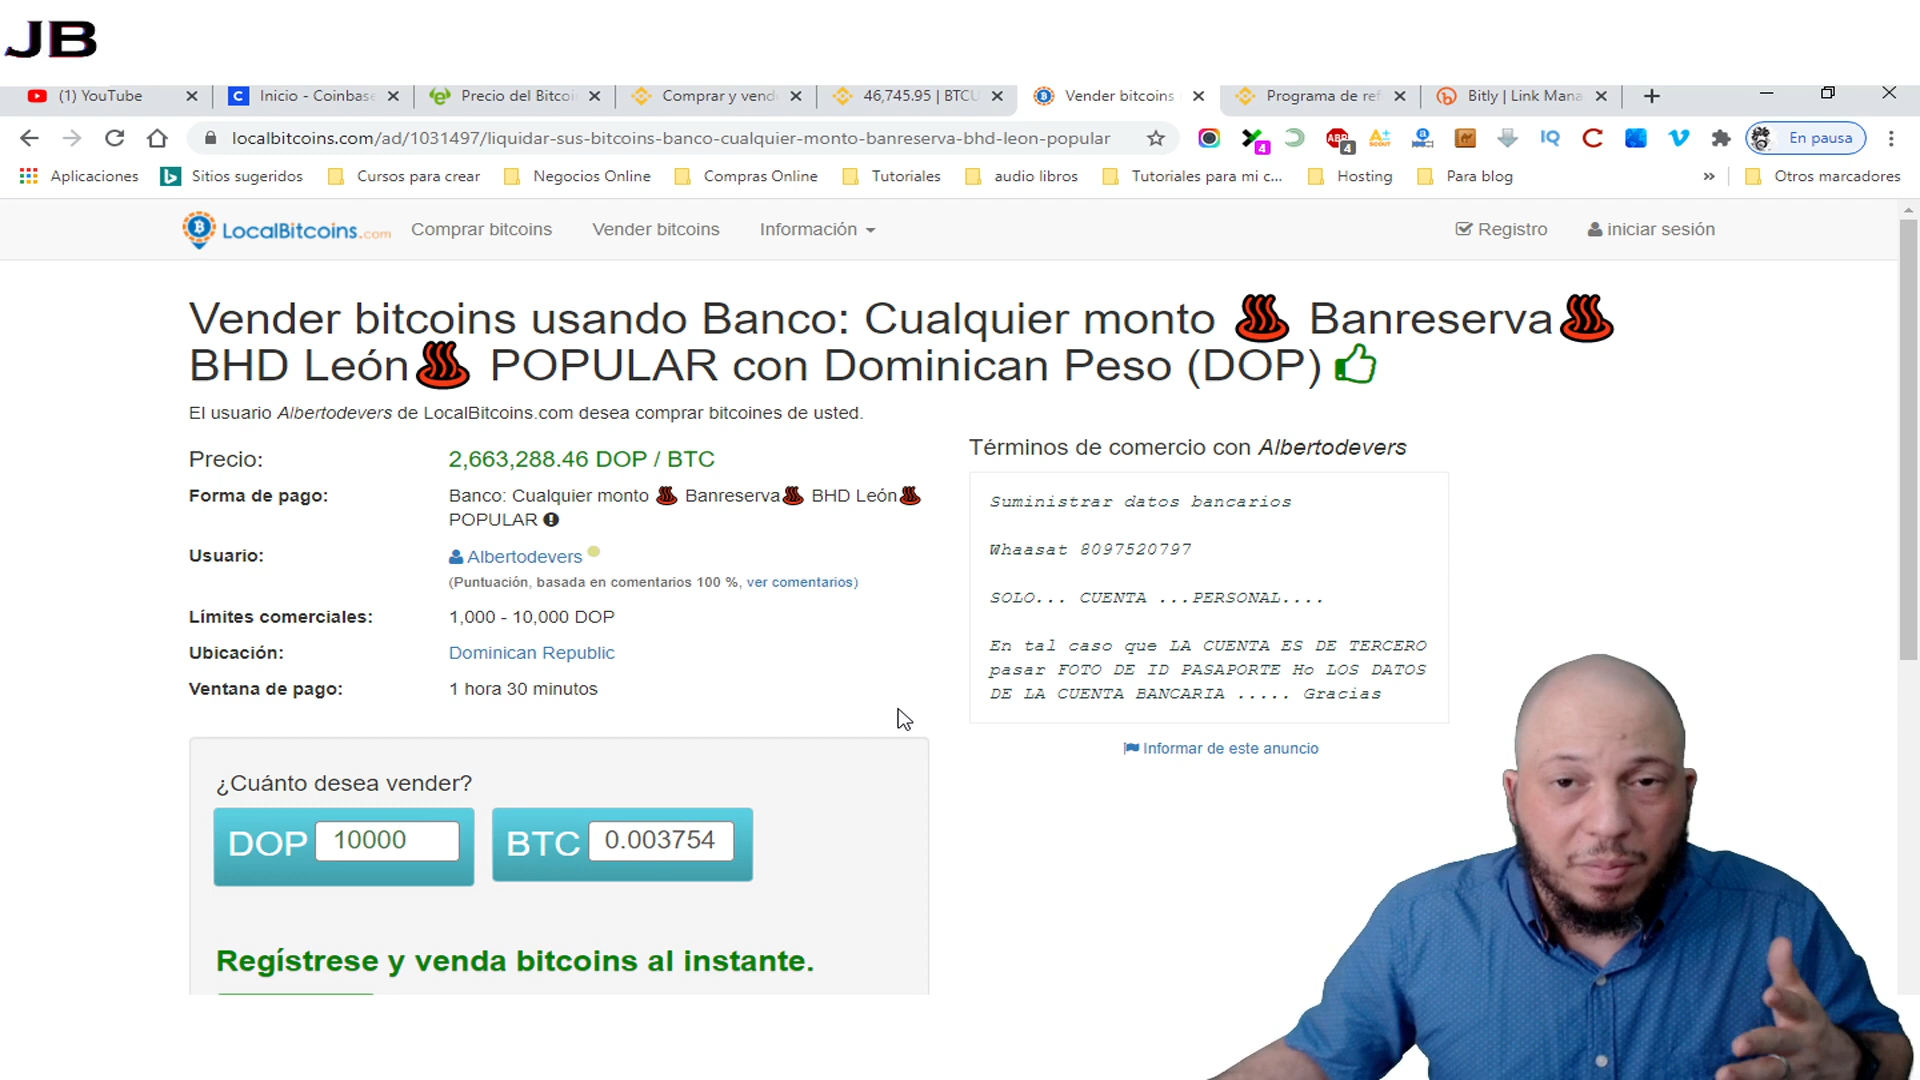 JB
(1) YouTube
Inicio - Coinbase
Precio del Bitcoi
Comprar y vend
46,745.95 | BTCU
Vender bitcoins
Programa de ref
Bitly | Link Mana
localbitcoins.com/ad/1031497/liquidar-sus-bitcoins-banco-cualquier-monto-banreserva-bhd-leon-popular
4
ABP
4
IQ
En pausa
Aplicaciones
Sitios sugeridos
Cursos para crear
Negocios Online
Compras Online
Tutoriales
audio libros
Tutoriales para mi c...
Hosting
Para blog
»
Otros marcadores
LocalBitcoins.com
Comprar bitcoins
Vender bitcoins
Información
Registro
iniciar sesión
Vender bitcoins usando Banco: Cualquier monto ♨ Banreserva♨
BHD León♨ POPULAR con Dominican Peso (DOP)
El usuario Albertodevers de LocalBitcoins.com desea comprar bitcoines de usted.
Precio: 2,663,288.46 DOP / BTC
Forma de pago: Banco: Cualquier monto ♨ Banreserva♨ BHD León♨
POPULAR
Usuario: Albertodevers
(Puntuación, basada en comentarios 100 %, ver comentarios)
Límites comerciales: 1,000 - 10,000 DOP
Ubicación: Dominican Republic
Ventana de pago: 1 hora 30 minutos
Términos de comercio con Albertodevers
Suministrar datos bancarios
Whaasat 8097520797
SOLO... CUENTA ...PERSONAL....
En tal caso que LA CUENTA ES DE TERCERO
pasar FOTO DE ID PASAPORTE Ho LOS DATOS
DE LA CUENTA BANCARIA ..... Gracias
Informar de este anuncio
¿Cuánto desea vender?
DOP 10000
BTC 0.003754
Regístrese y venda bitcoins al instante.